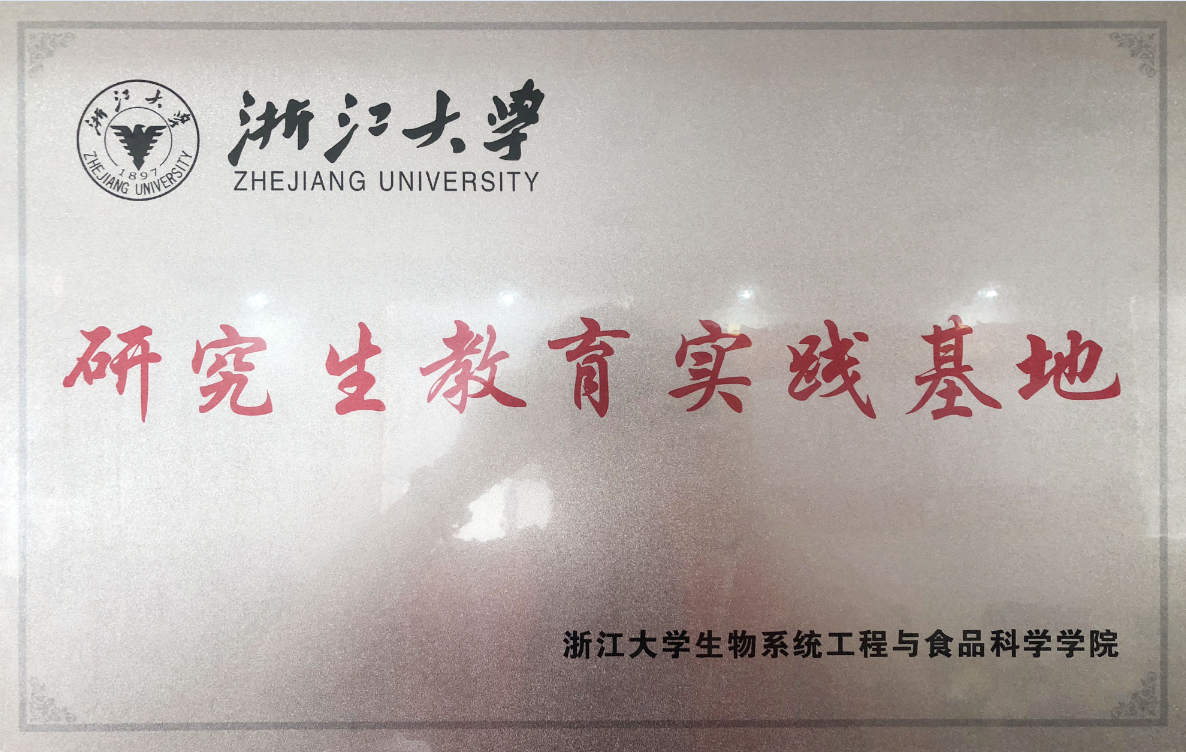 浙江大学
ZHEJIANG UNIVERSITY
1897
浙江大学
ZHEJIANG UNIVERSITY
研究生教育实践基地
浙江大学生物系统工程与食品科学学院